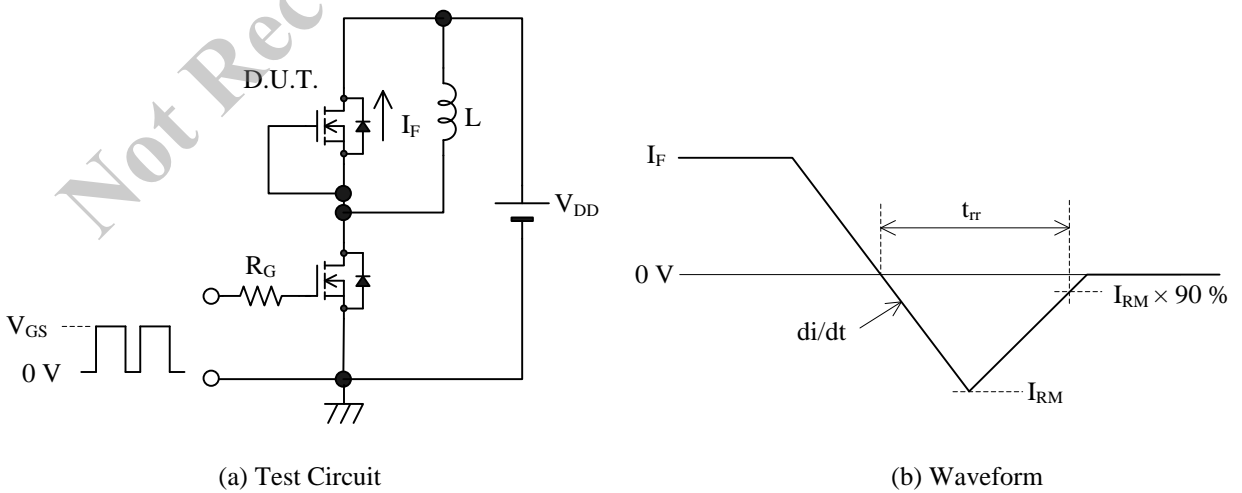 Not Rec
D.U.T.
I_F
L
V_DD
R_G
V_GS
0 V
(a) Test Circuit
I_F
t_rr
0 V
I_RM × 90 %
di/dt
I_RM
(b) Waveform